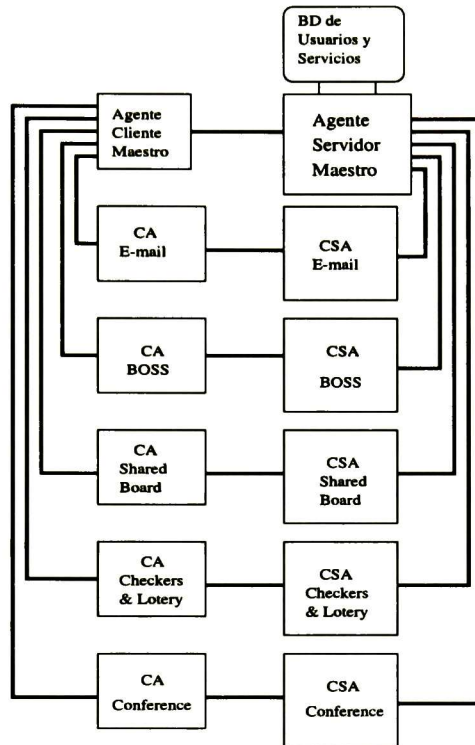 BD de
Usuarios y
Servicios
Agente
Cliente
Maestro
Agente
Servidor
Maestro
CA
E-mail
CSA
E-mail
CA
BOSS
CSA
BOSS
CA
Shared
Board
CSA
Shared
Board
CA
Checkers
& Lotery
CSA
Checkers
& Lotery
CA
Conference
CSA
Conference